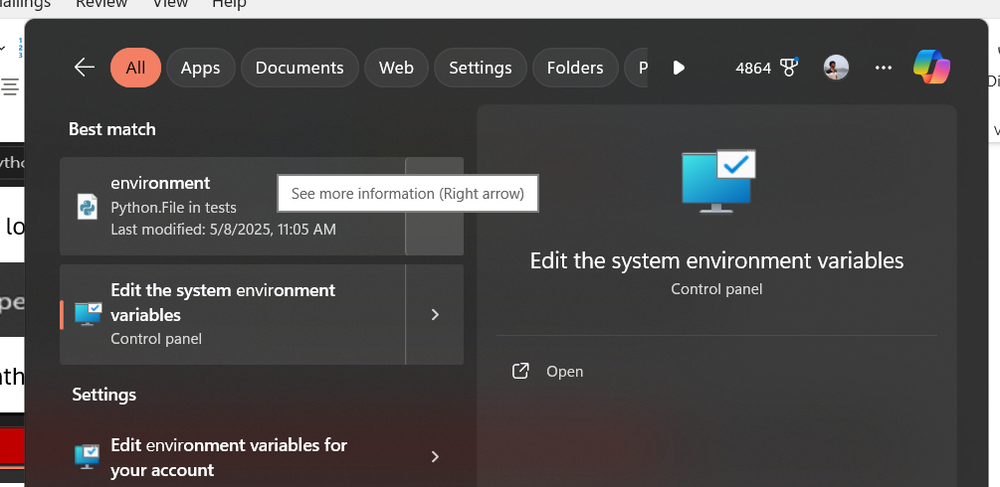 Mailings Review View Help
All Apps Documents Web Settings Folders P 4864
Best match
environment
Python.File in tests
Last modified: 5/8/2025, 11:05 AM
See more information (Right arrow)
Edit the system environment
variables
Control panel
Settings
Edit environment variables for
your account
Edit the system environment variables
Control panel
Open